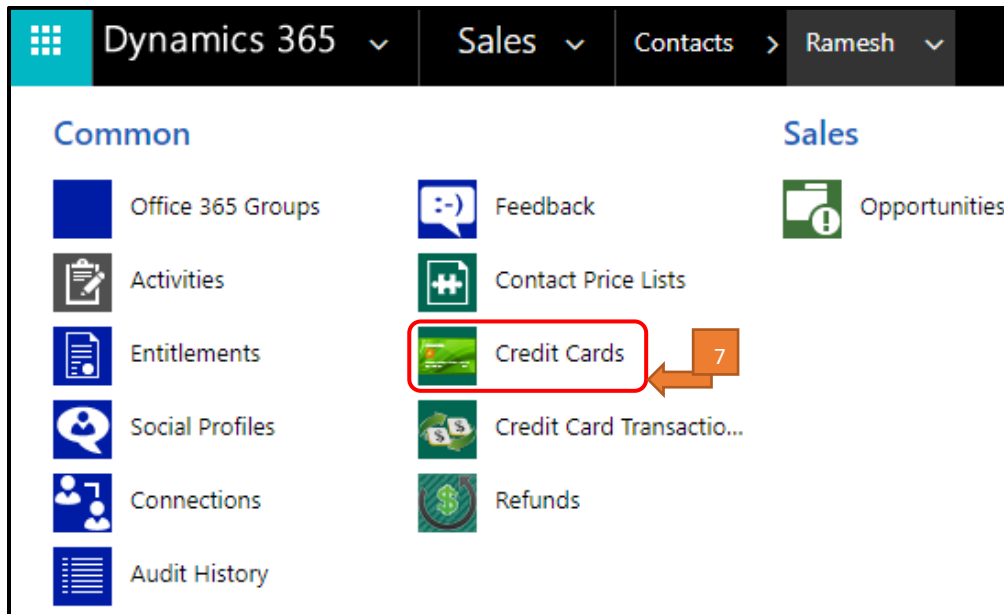 Dynamics 365 Sales Contacts > Ramesh
Common
Office 365 Groups
Activities
Entitlements
Social Profiles
Connections
Audit History
Feedback
Contact Price Lists
Credit Cards
7
Credit Card Transactio...
Refunds
Sales
Opportunities